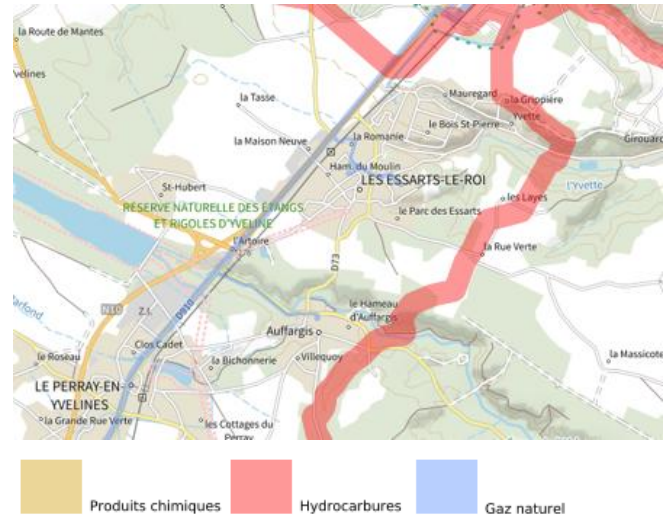 la Route de Mantes
Yvelines
la Tasse
Mauregard
la Grippière
Yvette
le Bois St-Pierre
Girouard
la Maison Neuve
la Romanie
Ham. du Moulin
LES ESSARTS-LE-ROI
L'Yvette
St-Hubert
les Layes
RÉSERVE NATURELLE DES ÉTANGS
ET RIGOLES D'YVELINE
le Parc des Essarts
l'Artoire
la Rue Verte
D73
N10
Z.I.
D910
le Hameau
d'Auffargis
Auffargis
Clos Cadet
le Roseau
la Bichonnerie
Villequoy
la Massicote
LE PERRAY-EN-
YVELINES
la Grande Rue Verte
les Cottages du
Perray
Produits chimiques
Hydrocarbures
Gaz naturel